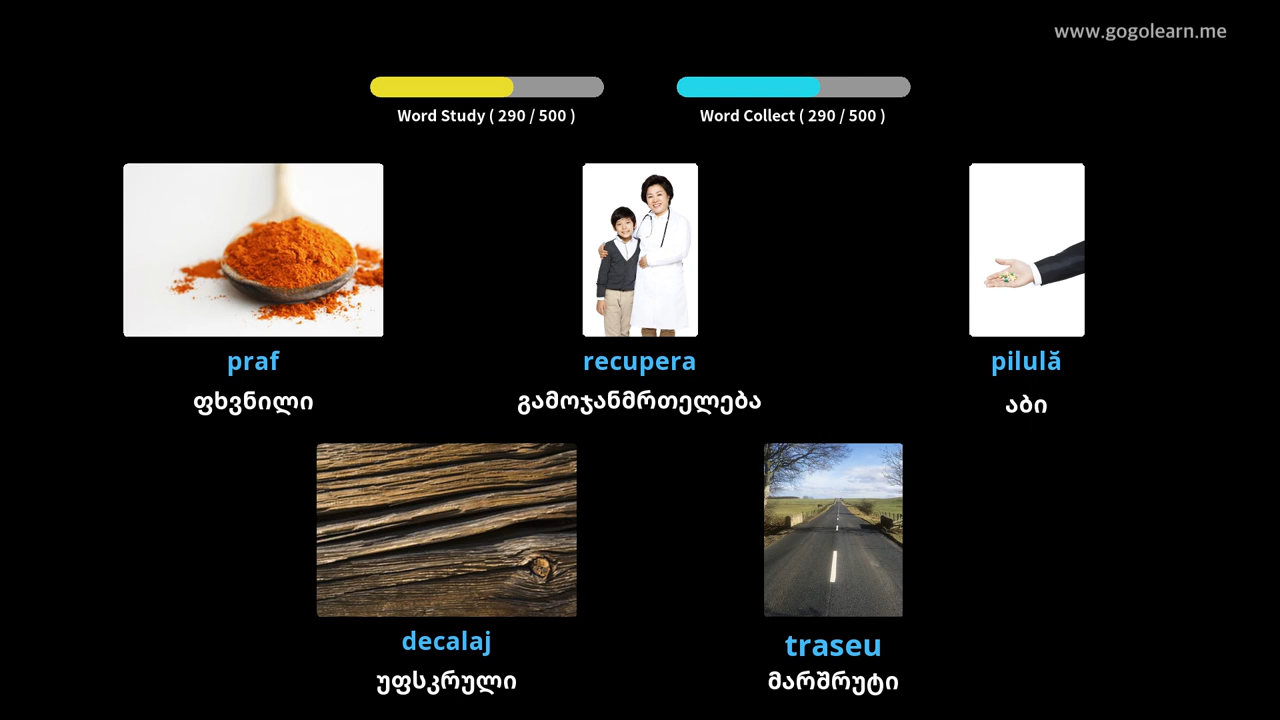 www.gogolearn.me
Word Study ( 290 / 500 )
Word Collect ( 290 / 500 )
praf
recupera
pilulă
ფხვნილი
გამოჯანმრთელება
აბი
decalaj
traseu
უფსკრული
მარშრუტი